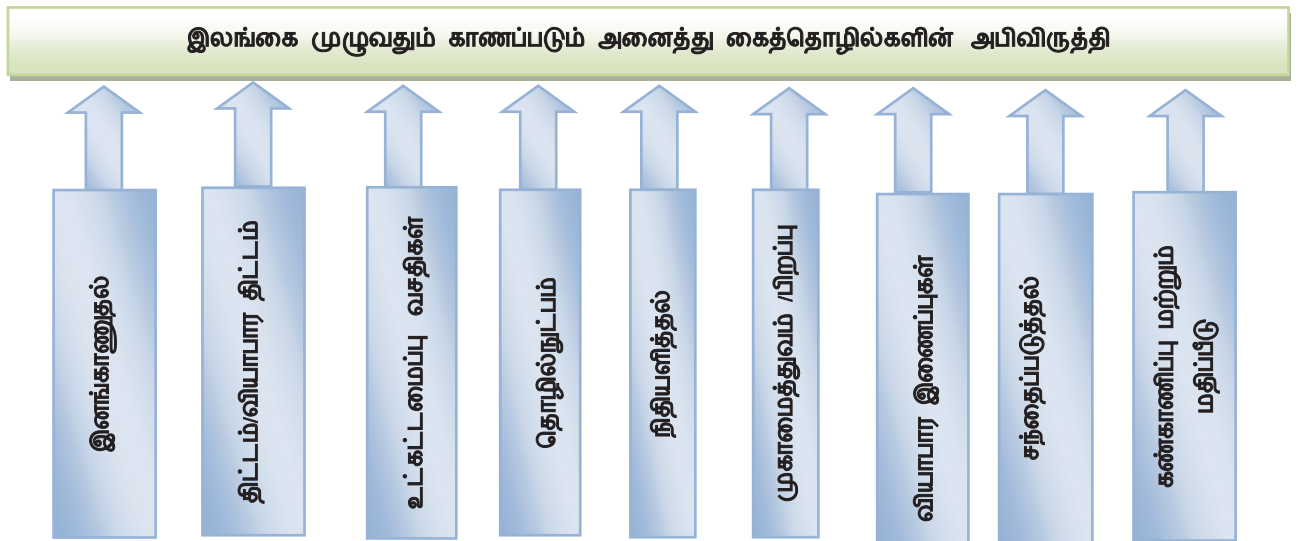 இலங்கை முழுவதும் காணப்படும் அனைத்து கைத்தொழில்களின் அபிவிருத்தி
இனங்காணுதல்
திட்டம்/வியாபார திட்டம்
உட்கட்டமைப்பு வசதிகள்
தொழில்நுட்பம்
நிதியளித்தல்
முகாமைத்துவம் /பிறப்பு
வியாபார இணைப்புகள்
சந்தைப்படுத்தல்
கண்காணிப்பு மற்றும்
மதிப்பீடு